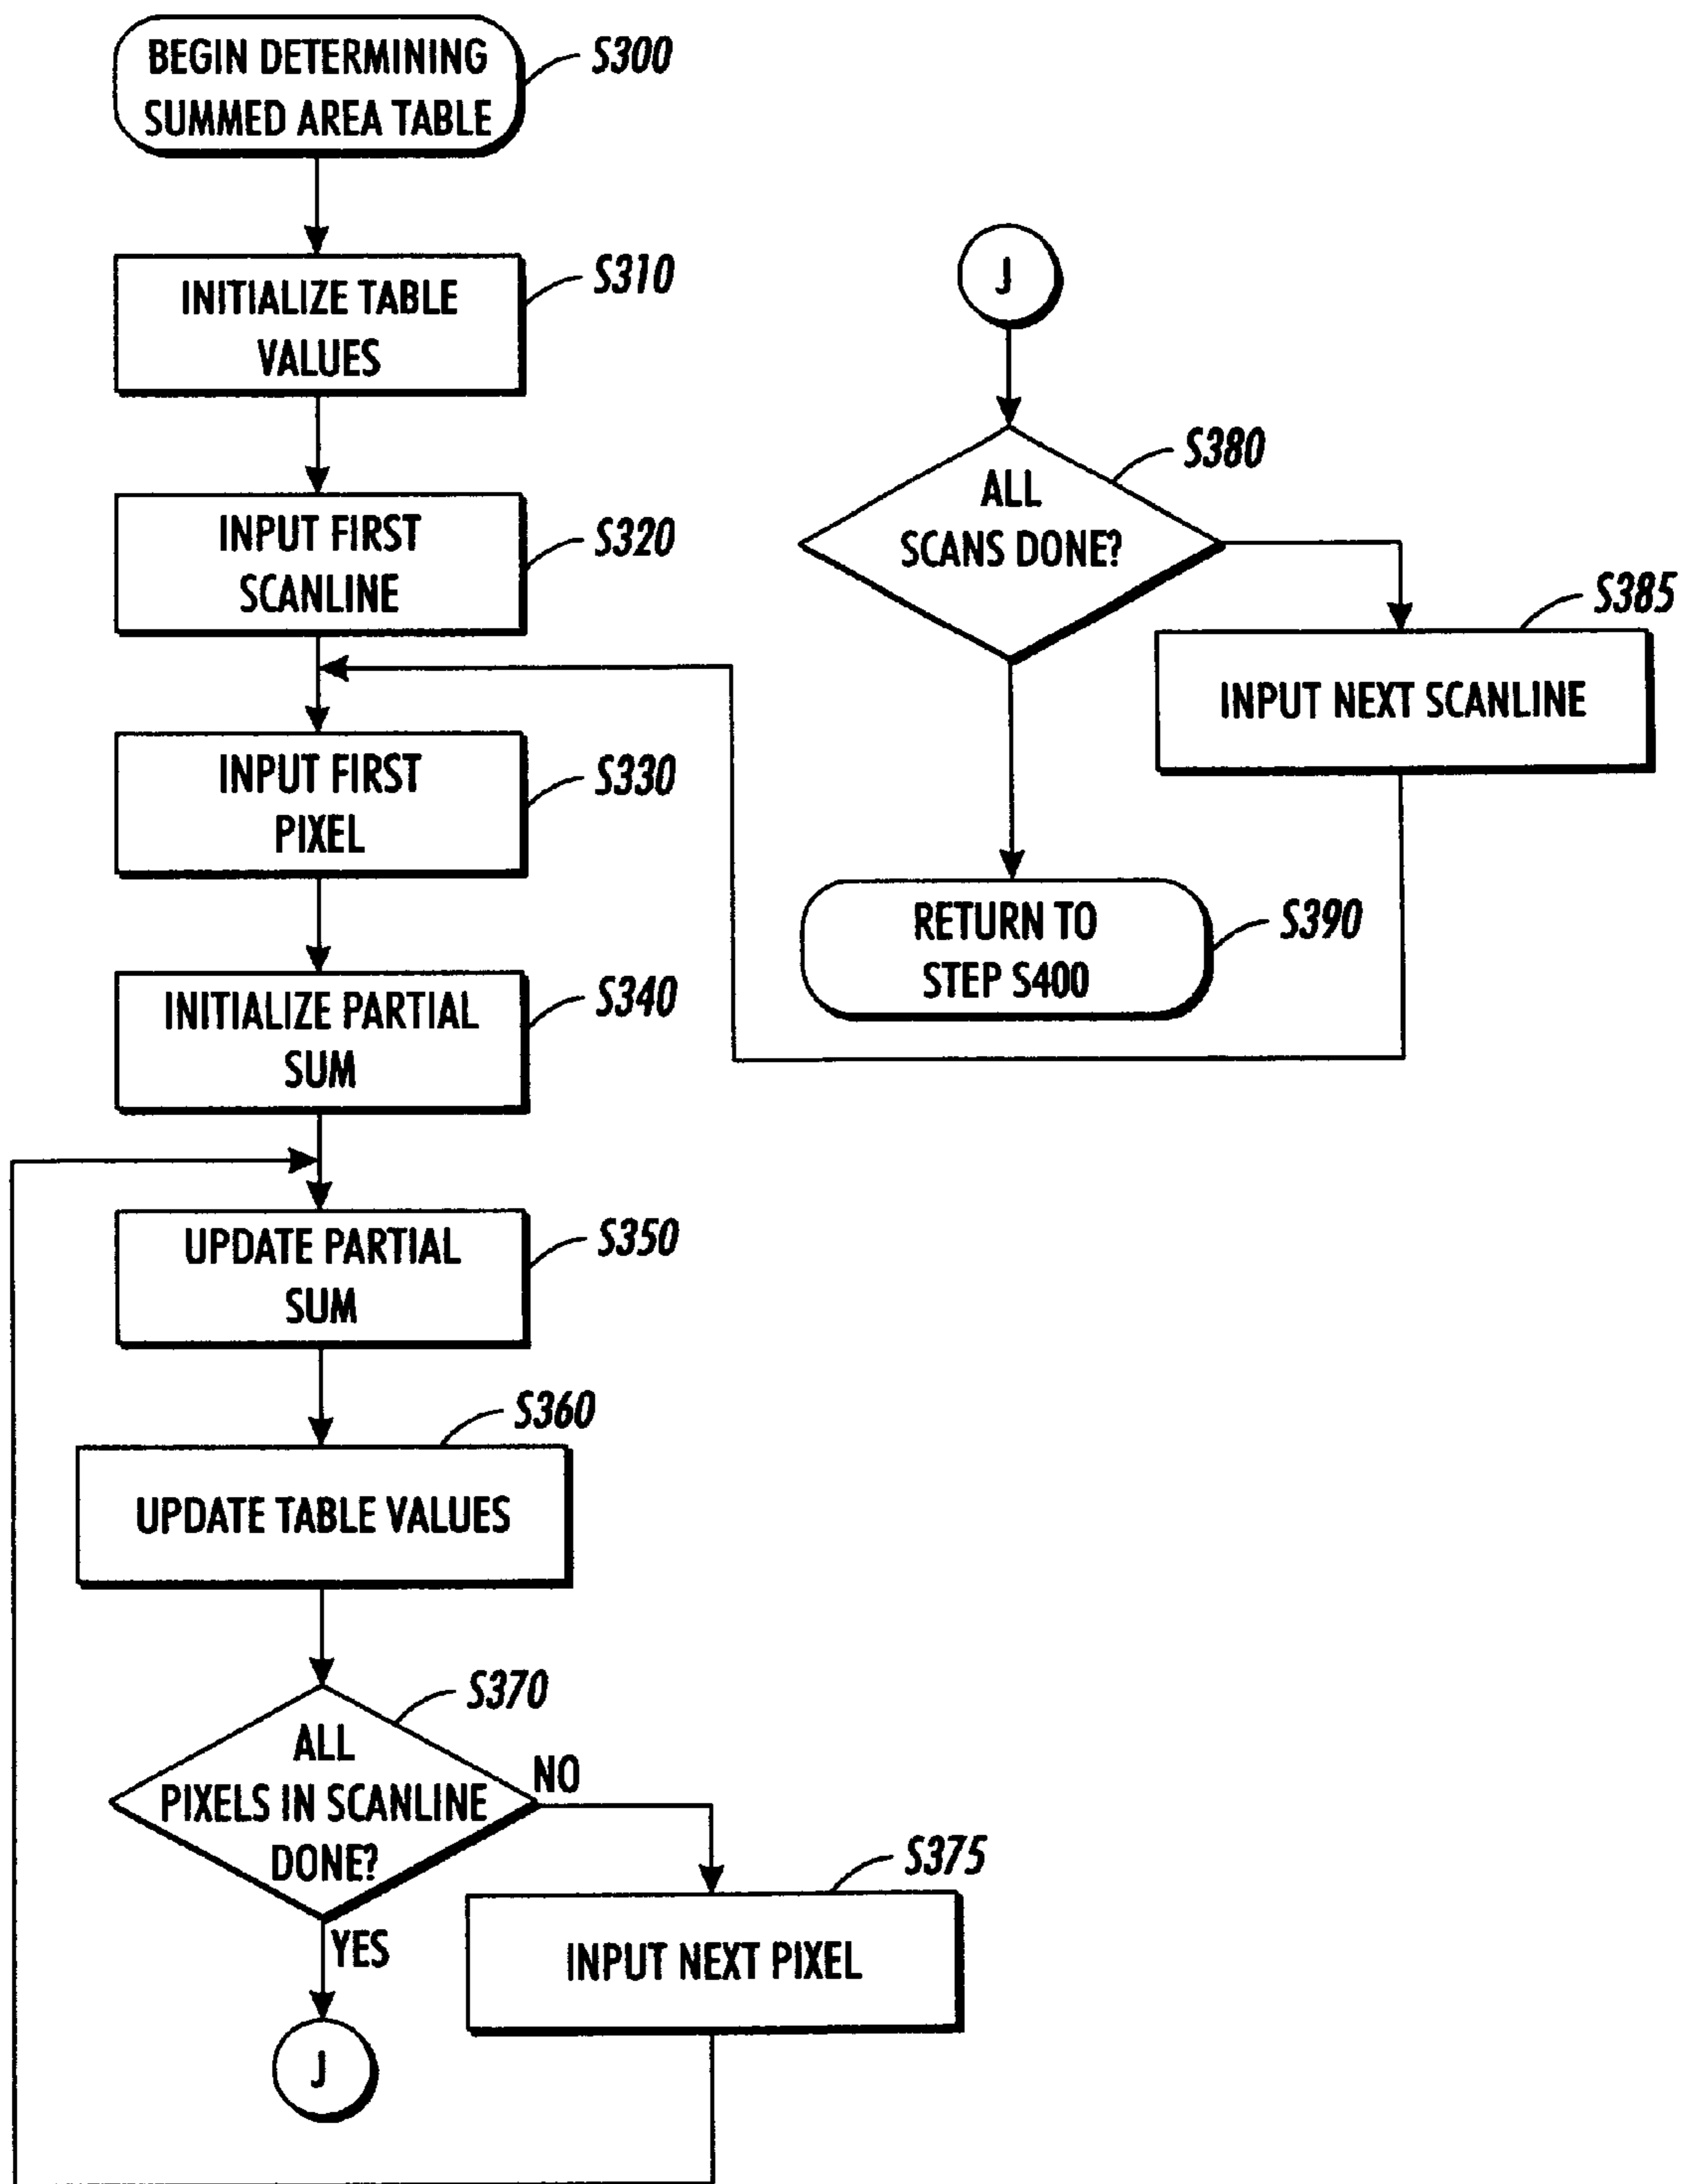 BEGIN DETERMINING
SUMMED AREA TABLE
S300
INITIALIZE TABLE
VALUES
S310
INPUT FIRST
SCANLINE
S320
INPUT FIRST
PIXEL
S330
INITIALIZE PARTIAL
SUM
S340
UPDATE PARTIAL
SUM
S350
S360
UPDATE TABLE VALUES
S370
ALL
PIXELS IN SCANLINE
DONE?
NO
YES
S375
INPUT NEXT PIXEL
J
J
S380
ALL
SCANS DONE?
S385
INPUT NEXT SCANLINE
RETURN TO
STEP S400
S390